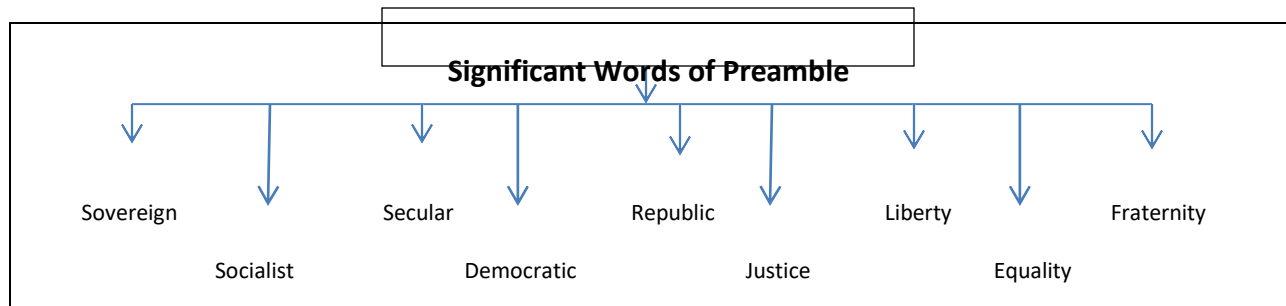 Significant Words of Preamble
Sovereign Secular Republic Liberty Fraternity
Socialist Democratic Justice Equality